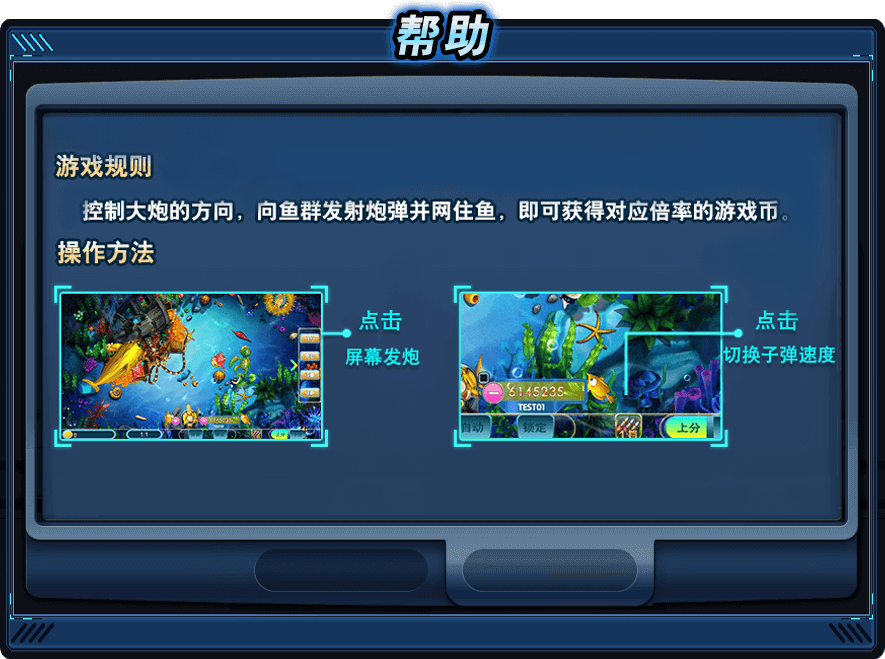 帮助
游戏规则
控制大炮的方向，向鱼群发射炮弹并网住鱼，即可获得对应倍率的游戏币。
操作方法
点击
屏幕发炮
点击
切换子弹速度
6145235
TEST01
自动
锁定
上分